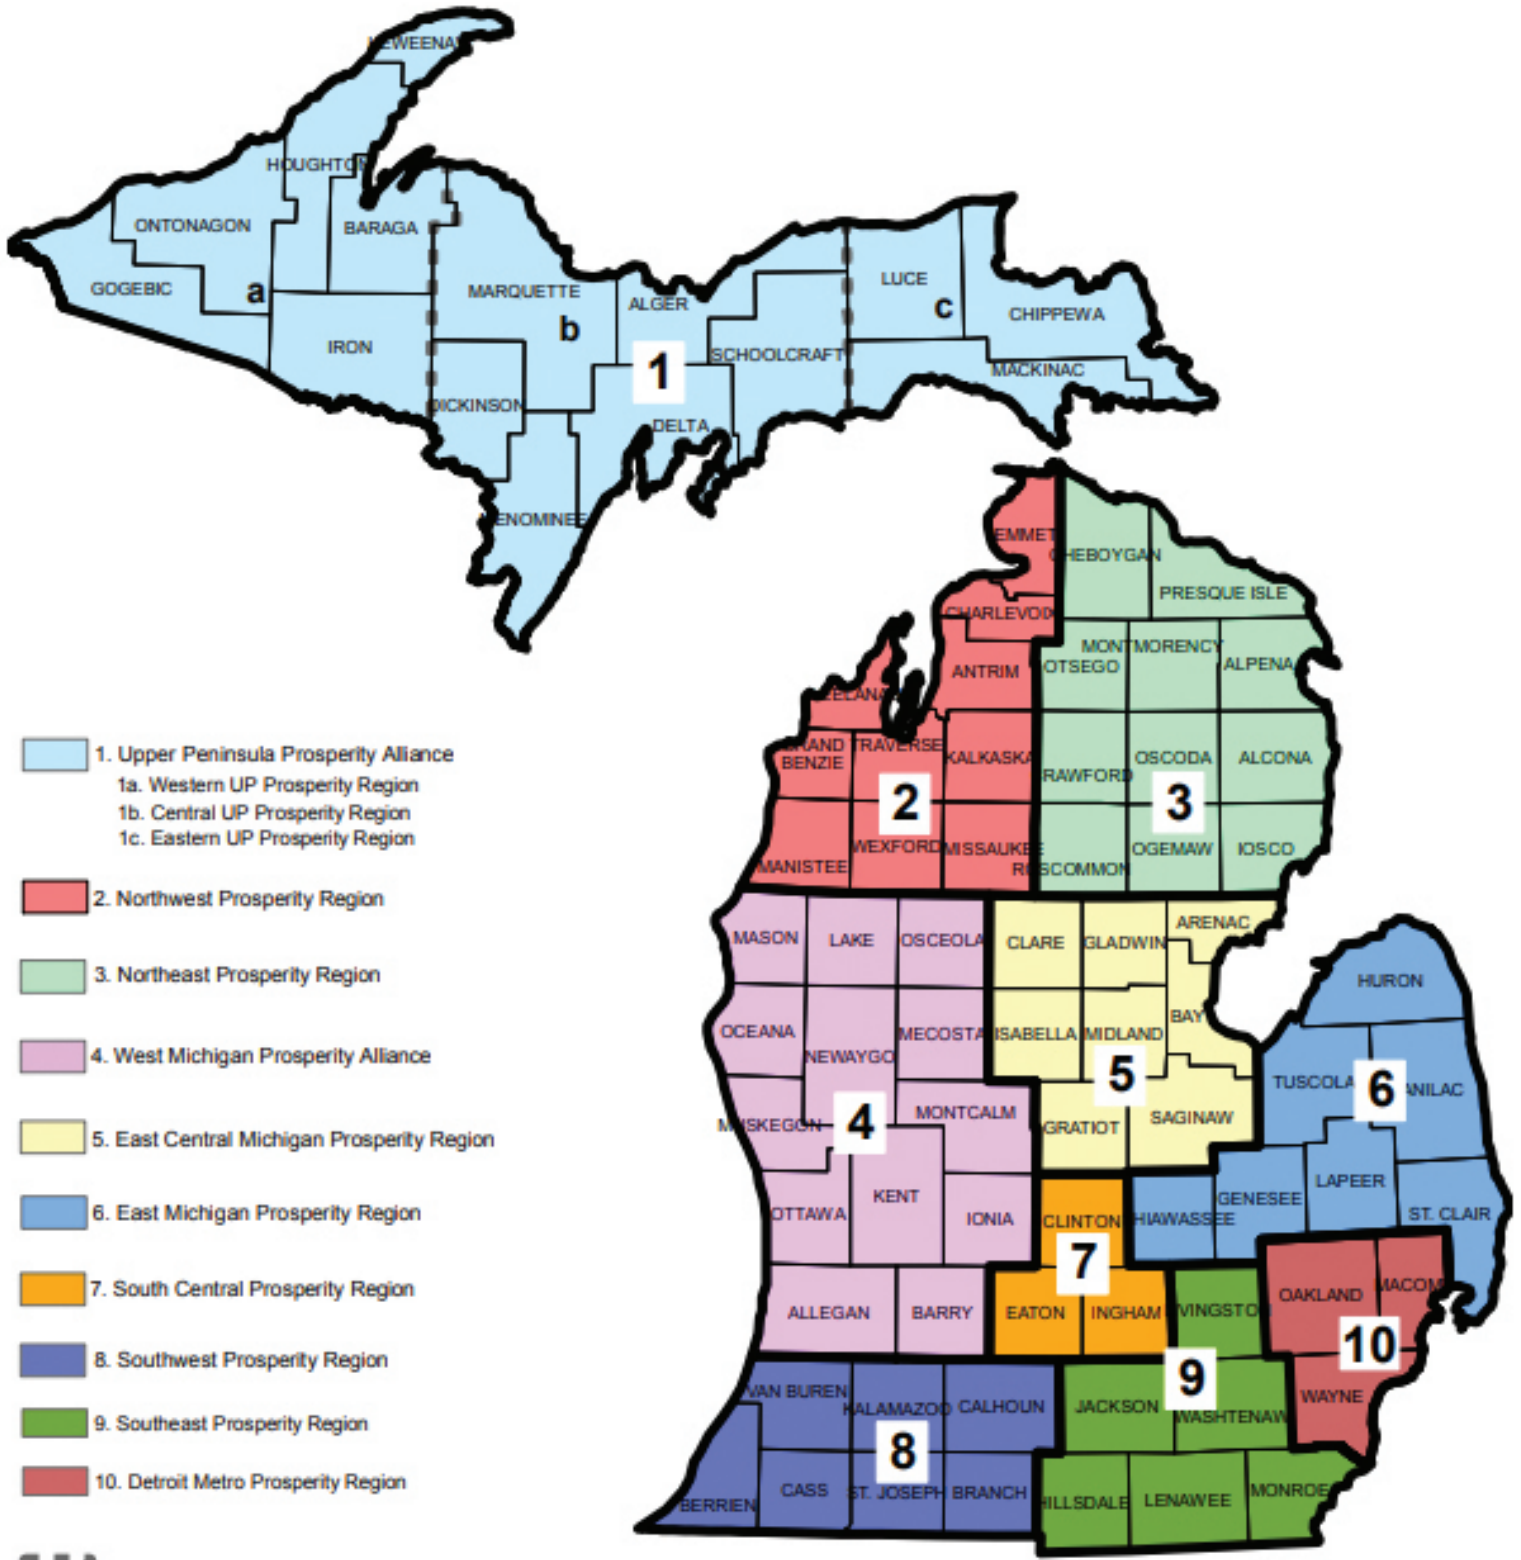 KEWEENAW
HOUGHTON
ONTONAGON
BARAGA
GOGEBIC
a
MARQUETTE
ALGER
LUCE
c
CHIPPEWA
b
IRON
SCHOOLCRAFT
1
MACKINAC
DICKINSON
DELTA
MENOMINEE
EMMET
CHEBOYGAN
PRESQUE ISLE
CHARLEVOIX
MONTMORENCY
ANTRIM
OTSEGO
ALPENA
LEELANAU
GRAND TRAVERSE
BENZIE
KALKASKA
CRAWFORD
OSCODA
ALCONA
2
3
MANISTEE
WEXFORD
MISSAUKEE
ROSCOMMON
OGEMAW
IOSCO
1. Upper Peninsula Prosperity Alliance
1a. Western UP Prosperity Region
1b. Central UP Prosperity Region
1c. Eastern UP Prosperity Region
2. Northwest Prosperity Region
3. Northeast Prosperity Region
4. West Michigan Prosperity Alliance
5. East Central Michigan Prosperity Region
6. East Michigan Prosperity Region
7. South Central Prosperity Region
8. Southwest Prosperity Region
9. Southeast Prosperity Region
10. Detroit Metro Prosperity Region
MASON
LAKE
OSCEOLA
CLARE
GLADWIN
ARENAC
HURON
OCEANA
NEWAYGO
MECOSTA
ISABELLA
MIDLAND
BAY
5
TUSCOLA
6
SANILAC
MUSKEGON
4
MONTCALM
GRATIOT
SAGINAW
OTTAWA
KENT
IONIA
CLINTON
SHIAWASSEE
GENESEE
LAPEER
ST. CLAIR
7
ALLEGAN
BARRY
EATON
INGHAM
LIVINGSTON
OAKLAND
MACOMB
10
VAN BUREN
KALAMAZOO
CALHOUN
JACKSON
9
WASHTENAW
WAYNE
8
BERRIEN
CASS
ST. JOSEPH
BRANCH
HILLSDALE
LENAWEE
MONROE